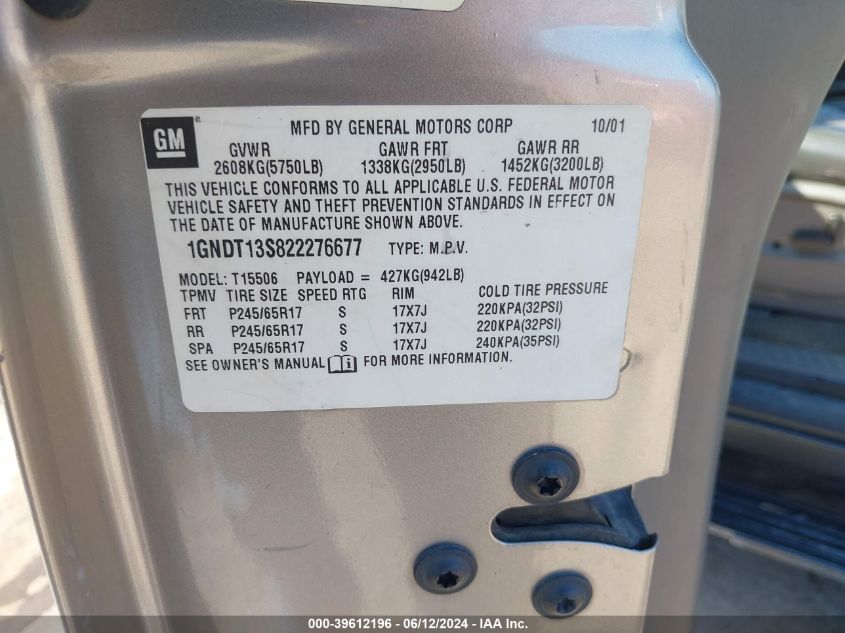 GM
MFD BY GENERAL MOTORS CORP 10/01
GVWR GAWR FRT GAWR RR
2608KG(5750LB) 1338KG(2950LB) 1452KG(3200LB)
THIS VEHICLE CONFORMS TO ALL APPLICABLE U.S. FEDERAL MOTOR
VEHICLE SAFETY AND THEFT PREVENTION STANDARDS IN EFFECT ON
THE DATE OF MANUFACTURE SHOWN ABOVE.
1GNDT13S822276677 TYPE: M.P.V.
MODEL: T15506 PAYLOAD = 427KG(942LB)
TPMV TIRE SIZE SPEED RTG RIM COLD TIRE PRESSURE
FRT P245/65R17 S 17X7J 220KPA(32PSI)
RR P245/65R17 S 17X7J 220KPA(32PSI)
SPA P245/65R17 S 17X7J 240KPA(35PSI)
SEE OWNER'S MANUAL FOR MORE INFORMATION.
000-39612196 - 06/12/2024 - IAA Inc.